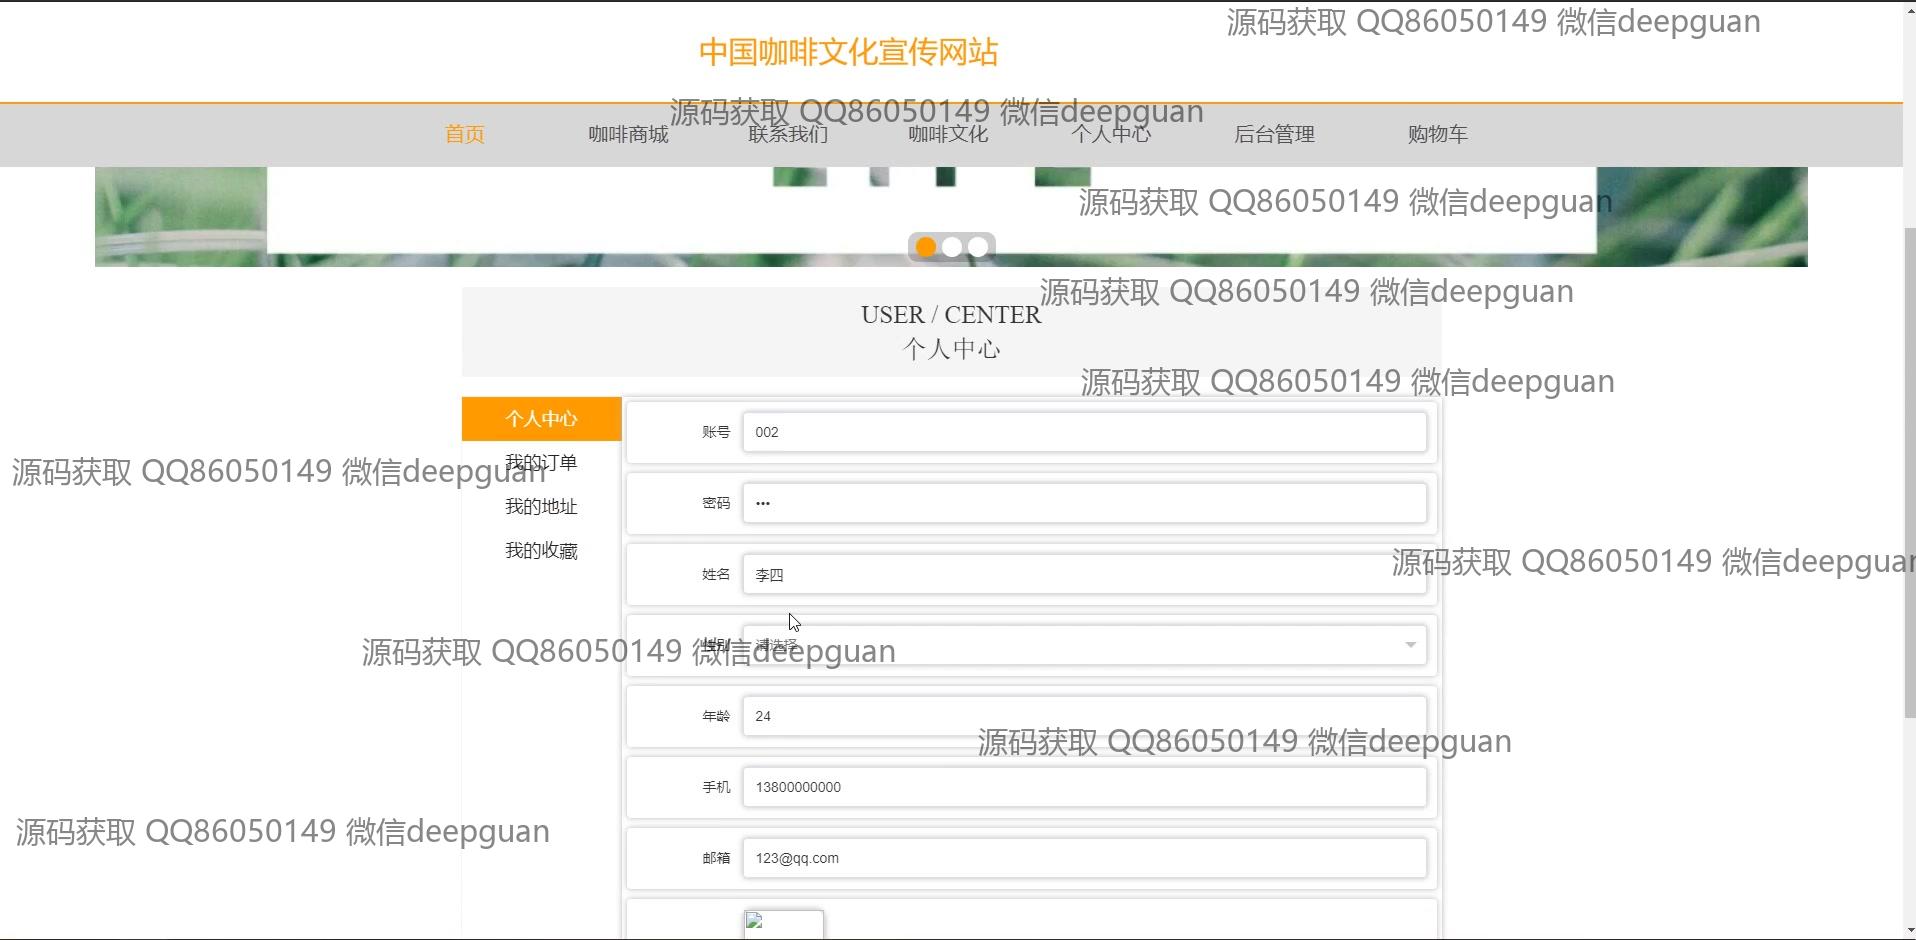 源码获取 QQ86050149 微信deepguan
中国咖啡文化宣传网站
源码获取 QQ86050149 微信deepguan
首页 咖啡商城 联系我们 咖啡文化 个人中心 后台管理 购物车
源码获取 QQ86050149 微信deepguan
源码获取 QQ86050149 微信deepguan
USER / CENTER
个人中心
源码获取 QQ86050149 微信deepguan
个人中心
账号 002
我的订单
源码获取 QQ86050149 微信deepguan
密码 •••
我的地址
我的收藏
源码获取 QQ86050149 微信deepguan
姓名 李四
性别 请选择
源码获取 QQ86050149 微信deepguan
年龄 24
源码获取 QQ86050149 微信deepguan
手机 13800000000
源码获取 QQ86050149 微信deepguan
邮箱 123@qq.com